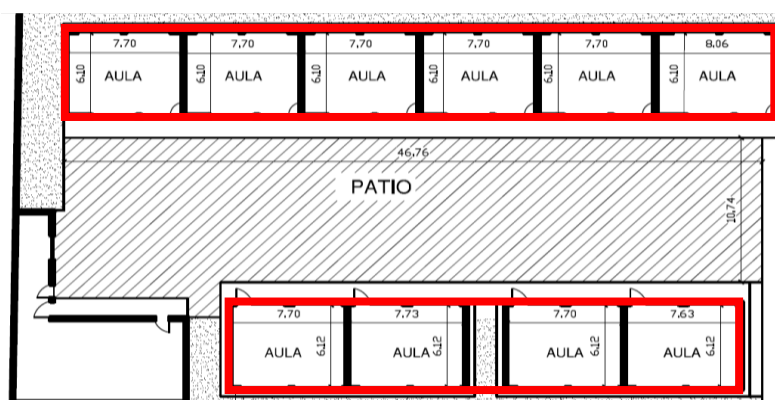 7.70 7.70 7.70 7.70 7.70 8.06
6.10 AULA 6.10 AULA 6.10 AULA 6.10 AULA 6.10 AULA 6.10 AULA
46.76
PATIO
10.74
7.70 7.73 7.70 7.63
AULA 6.12 AULA 6.12 AULA 6.12 AULA 6.12